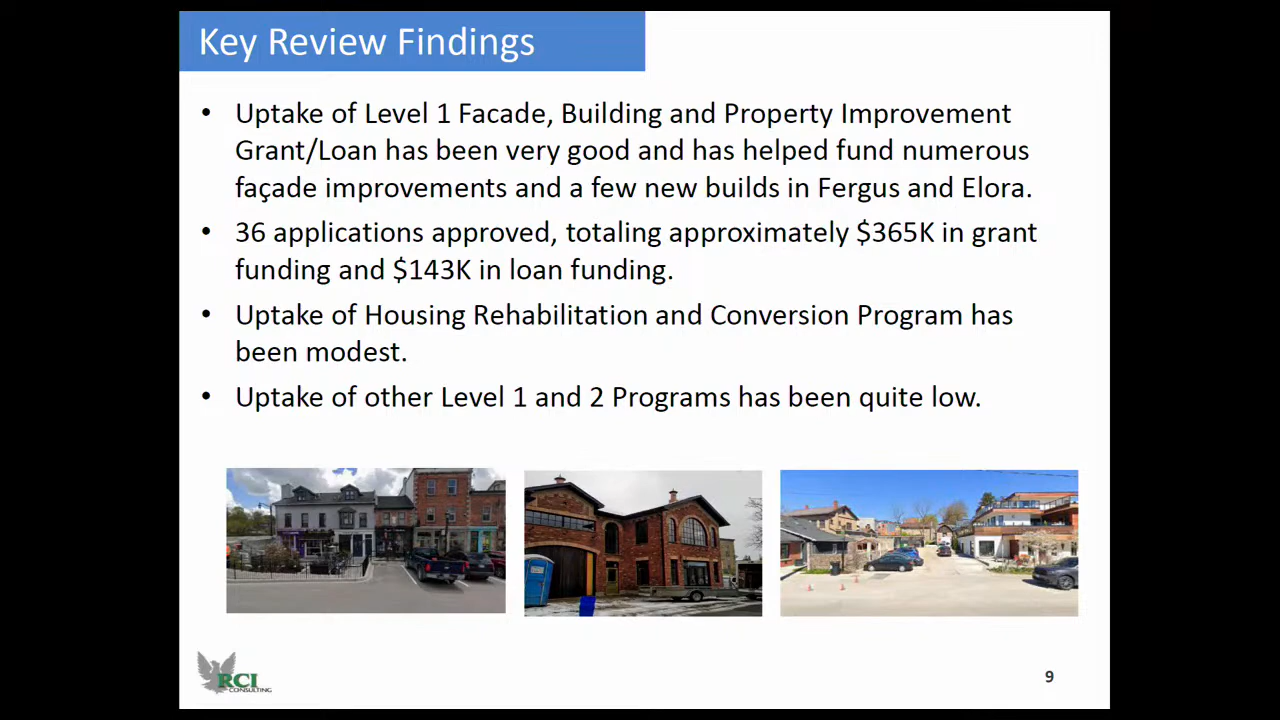 Key Review Findings
• Uptake of Level 1 Facade, Building and Property Improvement
Grant/Loan has been very good and has helped fund numerous
façade improvements and a few new builds in Fergus and Elora.
• 36 applications approved, totaling approximately $365K in grant
funding and $143K in loan funding.
• Uptake of Housing Rehabilitation and Conversion Program has
been modest.
• Uptake of other Level 1 and 2 Programs has been quite low.
RCI
CONSULTING
9